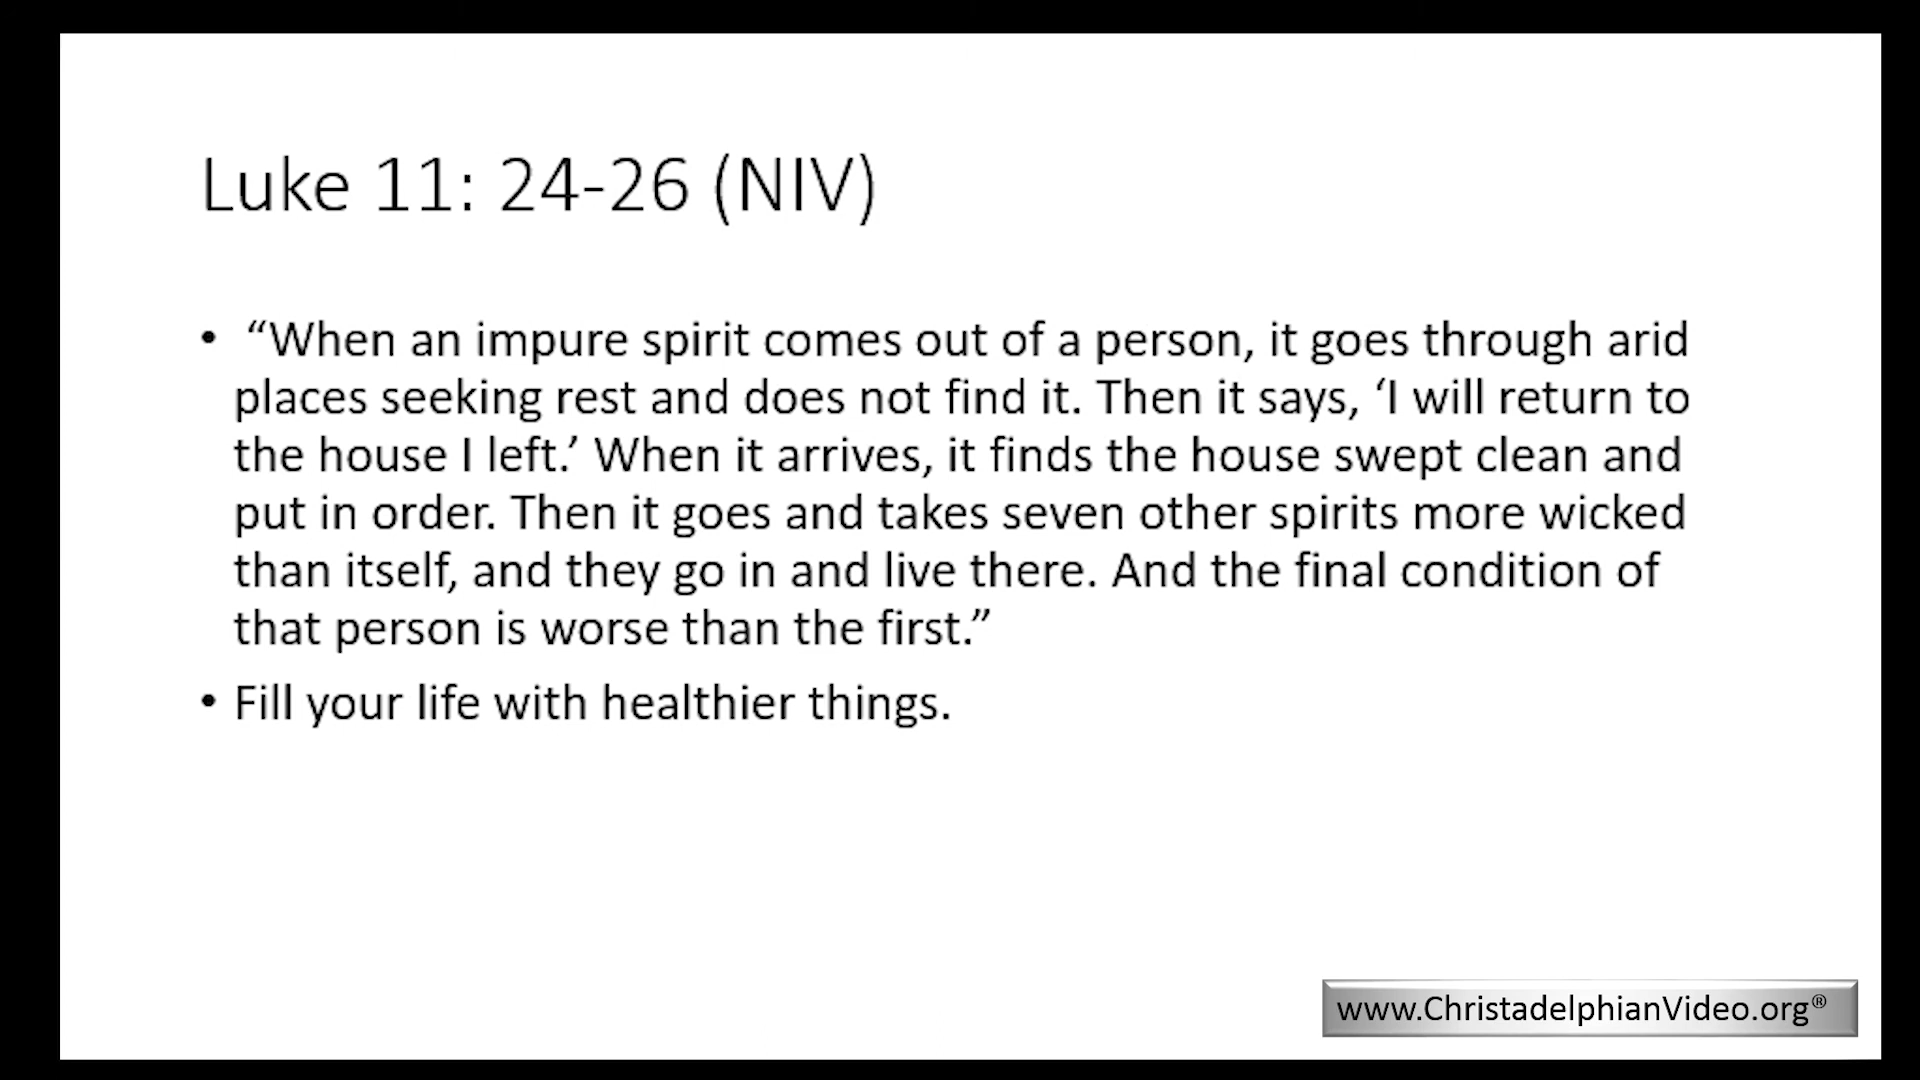 Luke 11: 24-26 (NIV)
• “When an impure spirit comes out of a person, it goes through arid
places seeking rest and does not find it. Then it says, ‘I will return to
the house I left.’ When it arrives, it finds the house swept clean and
put in order. Then it goes and takes seven other spirits more wicked
than itself, and they go in and live there. And the final condition of
that person is worse than the first.”
• Fill your life with healthier things.
www.ChristadelphianVideo.org®